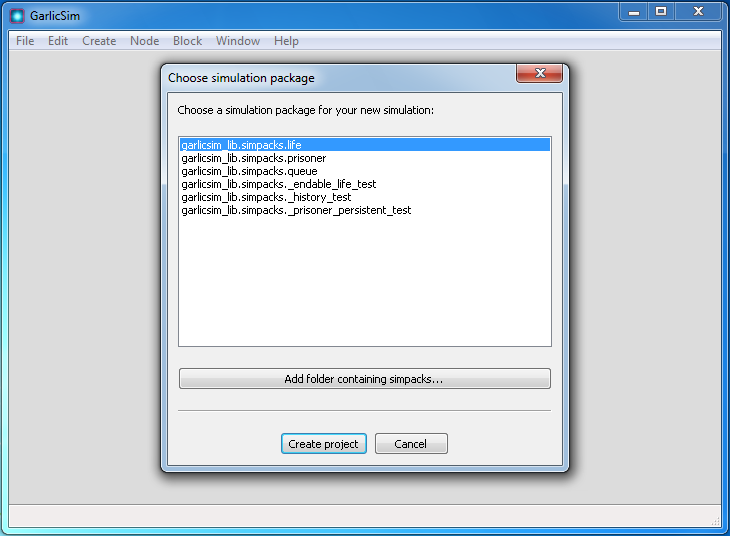 GarlicSim
File Edit Create Node Block Window Help
Choose simulation package
Choose a simulation package for your new simulation:
garlicsim_lib.simpacks.life
garlicsim_lib.simpacks.prisoner
garlicsim_lib.simpacks.queue
garlicsim_lib.simpacks._endable_life_test
garlicsim_lib.simpacks._history_test
garlicsim_lib.simpacks._prisoner_persistent_test
Add folder containing simpacks...
Create project Cancel